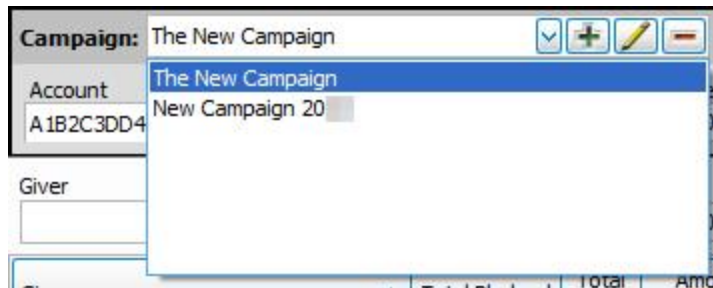 Campaign: The New Campaign
The New Campaign
Account
New Campaign 20
A1B2C3DD4
Giver
Total